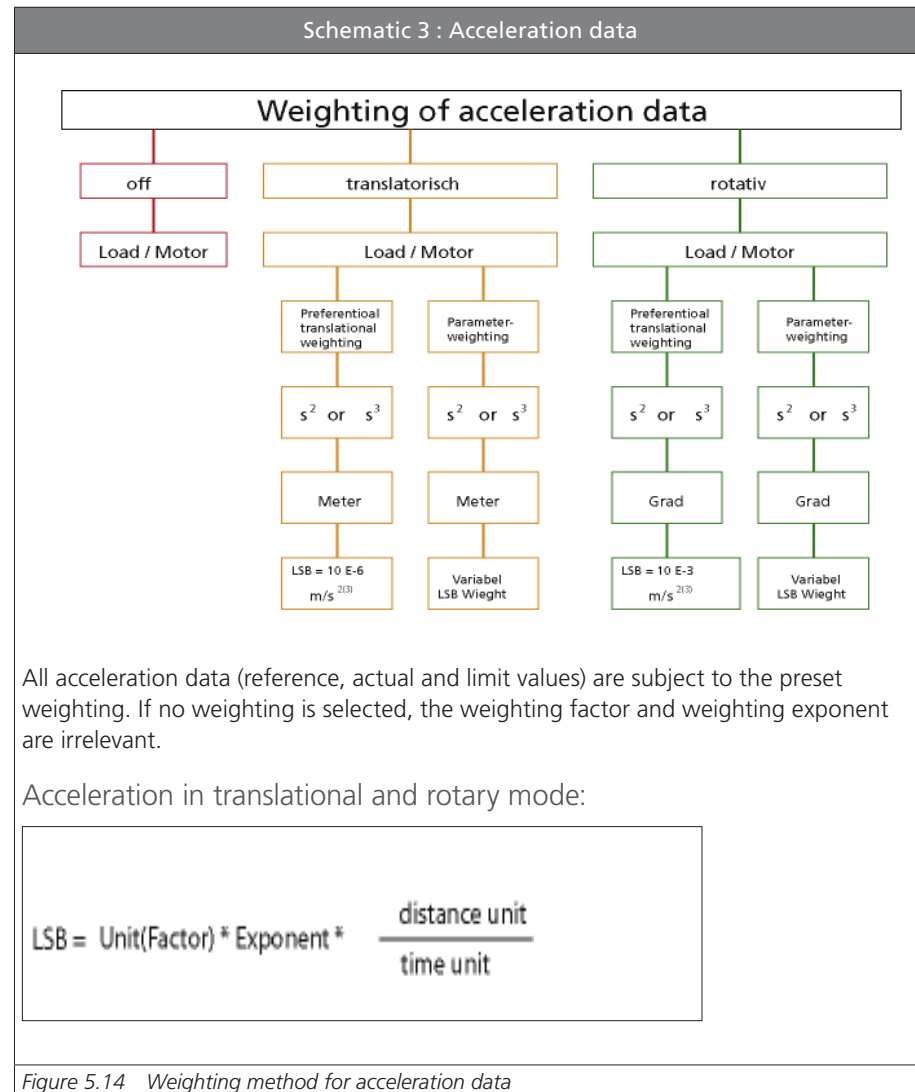 Schematic 3 : Acceleration data
Weighting of acceleration data
off
translatorisch
rotativ
Load / Motor
Load / Motor
Load / Motor
Preferentioal
translational
weighting
Parameter-
weighting
Preferentioal
translational
weighting
Parameter-
weighting
s² or s³
s² or s³
s² or s³
s² or s³
Meter
Meter
Grad
Grad
LSB = 10 E-6
m/s ²⁽³⁾
Variabel
LSB Wieght
LSB = 10 E-3
m/s ²⁽³⁾
Variabel
LSB Wieght
All acceleration data (reference, actual and limit values) are subject to the preset
weighting. If no weighting is selected, the weighting factor and weighting exponent
are irrelevant.
Acceleration in translational and rotary mode:
LSB = Unit(Factor) * Exponent *
distance unit
time unit
Figure 5.14 Weighting method for acceleration data